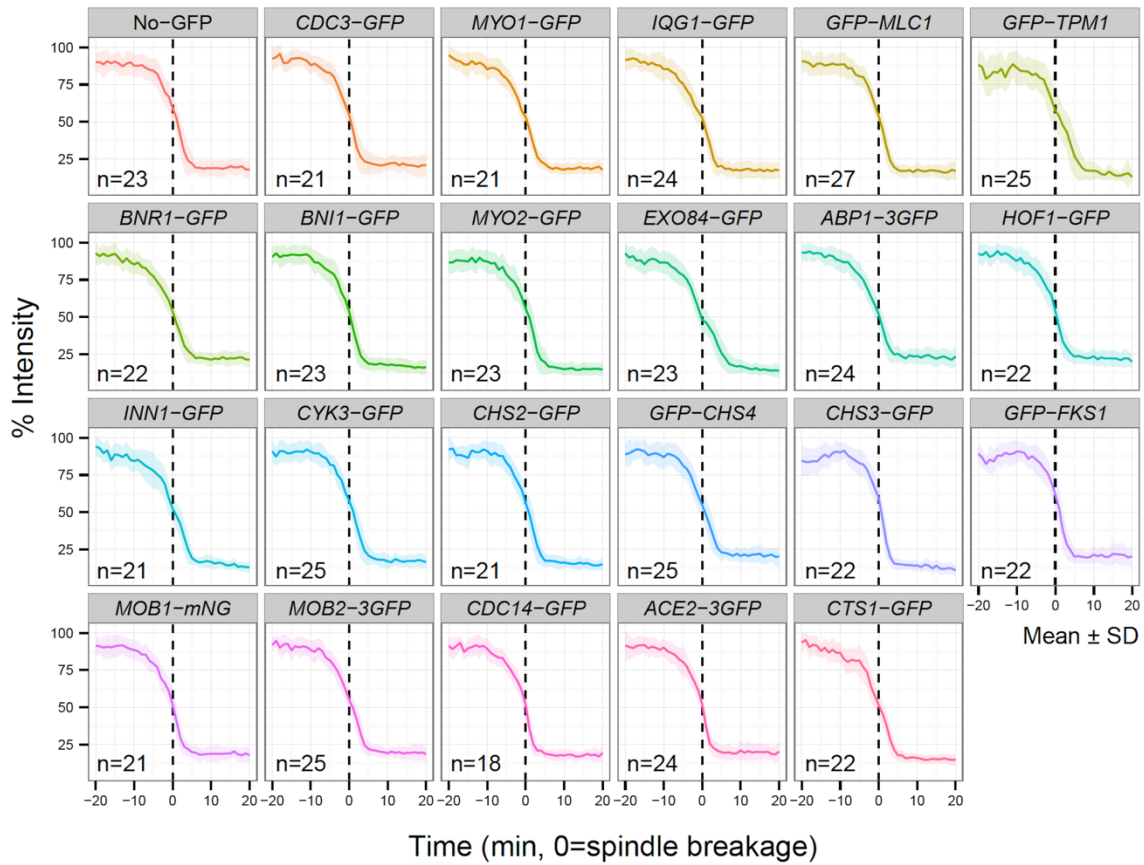 No−GFP CDC3−GFP MYO1−GFP IQG1−GFP GFP−MLC1 GFP−TPM1
100
75
50
25
n=23 n=21 n=21 n=24 n=27 n=25
BNR1−GFP BNI1−GFP MYO2−GFP EXO84−GFP ABP1−3GFP HOF1−GFP
100
75
50
25
n=22 n=23 n=23 n=23 n=24 n=22
% Intensity
INN1−GFP CYK3−GFP CHS2−GFP GFP−CHS4 CHS3−GFP GFP−FKS1
100
75
50
25
n=21 n=25 n=21 n=25 n=22 n=22
−20 −10 0 10 20
Mean ± SD
MOB1−mNG MOB2−3GFP CDC14−GFP ACE2−3GFP CTS1−GFP
100
75
50
25
n=21 n=25 n=18 n=24 n=22
−20 −10 0 10 20 −20 −10 0 10 20 −20 −10 0 10 20 −20 −10 0 10 20 −20 −10 0 10 20
Time (min, 0=spindle breakage)